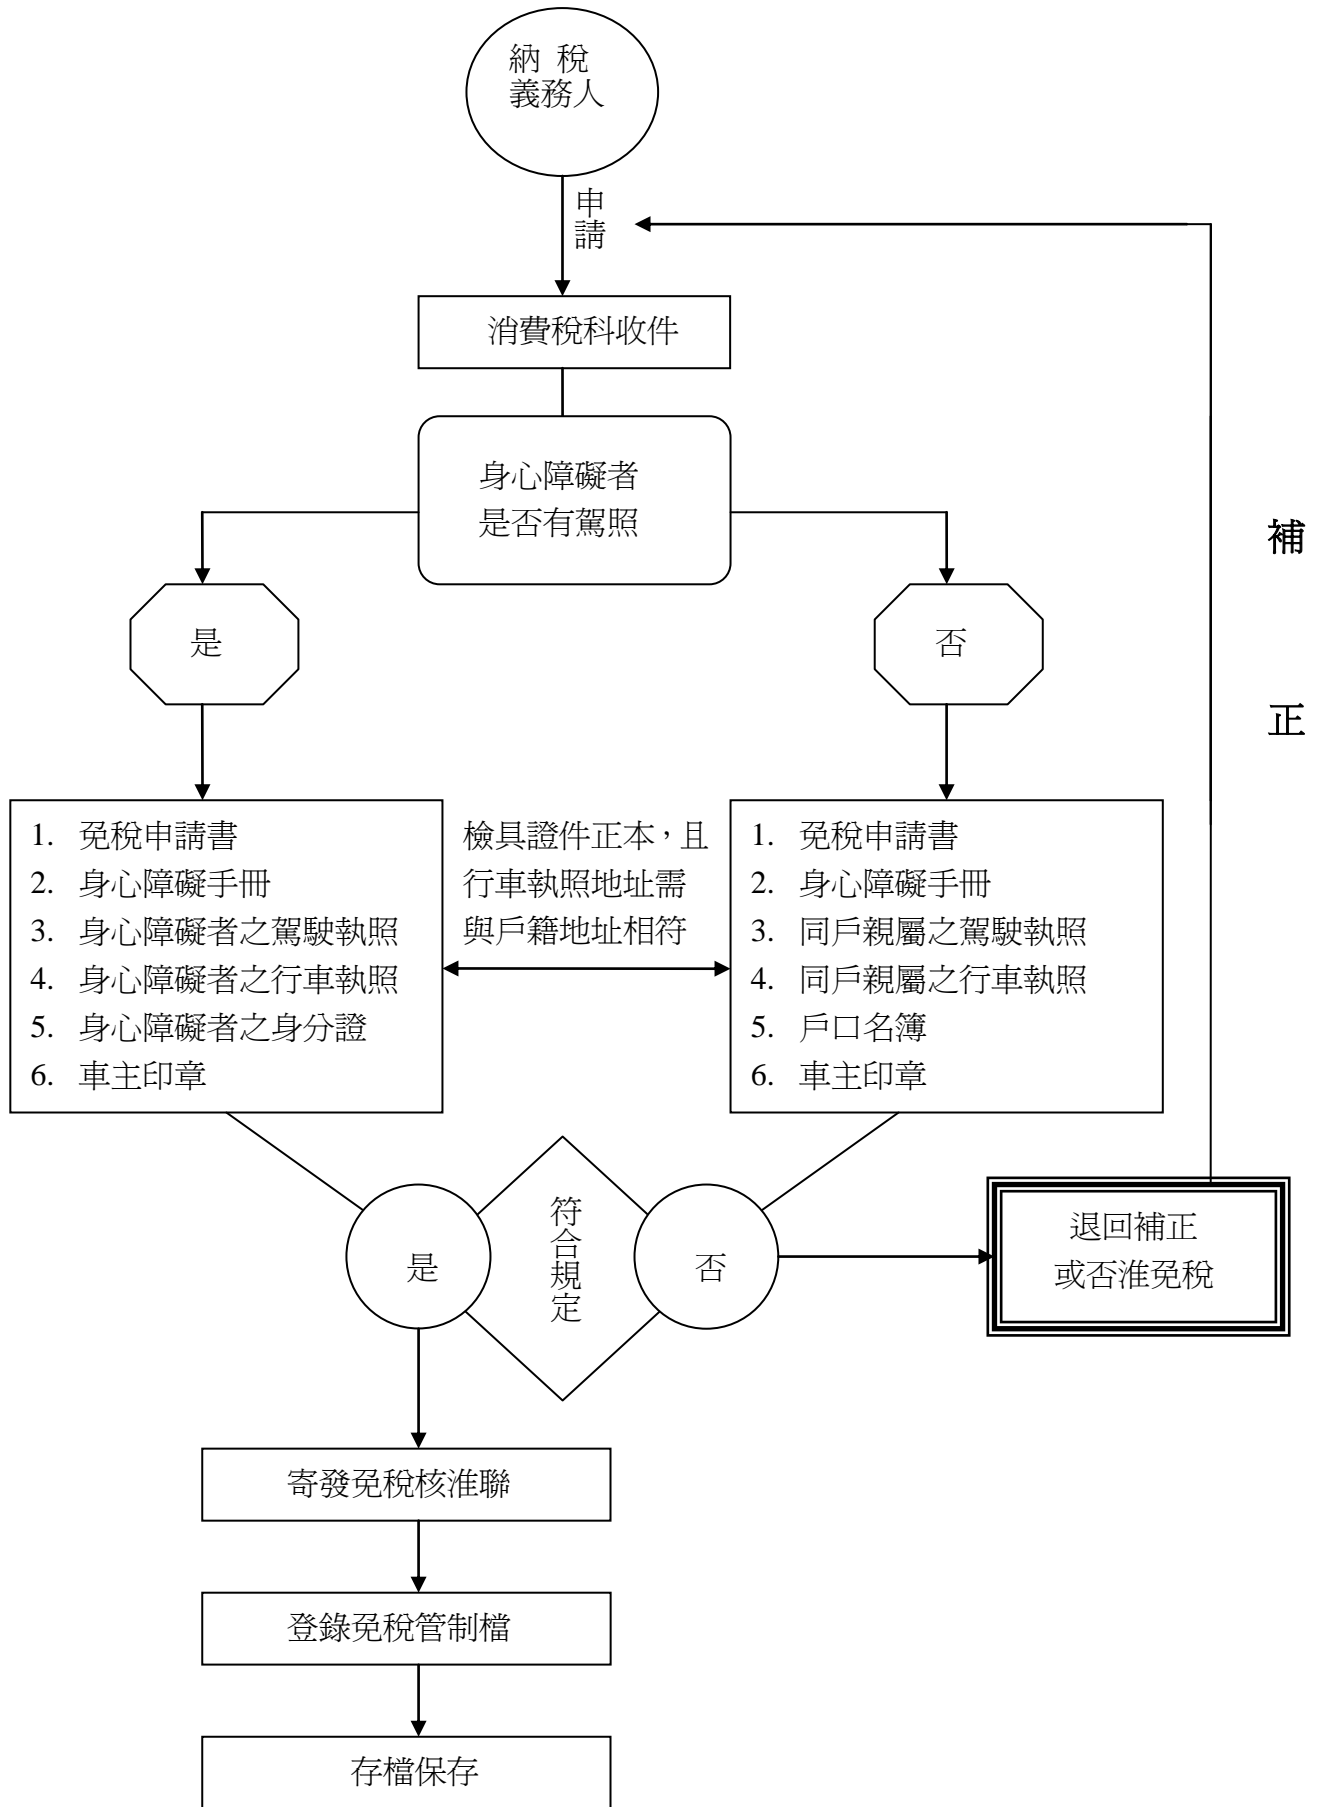 納 稅
義務人
申
請
消費稅科收件
身心障礙者
是否有駕照
補
正
是
否
1. 免稅申請書
2. 身心障礙手冊
3. 身心障礙者之駕駛執照
4. 身心障礙者之行車執照
5. 身心障礙者之身分證
6. 車主印章
檢具證件正本，且
行車執照地址需
與戶籍地址相符
1. 免稅申請書
2. 身心障礙手冊
3. 同戶親屬之駕駛執照
4. 同戶親屬之行車執照
5. 戶口名簿
6. 車主印章
是
符
合
規
定
否
退回補正
或否准免稅
寄發免稅核准聯
登錄免稅管制檔
存檔保存